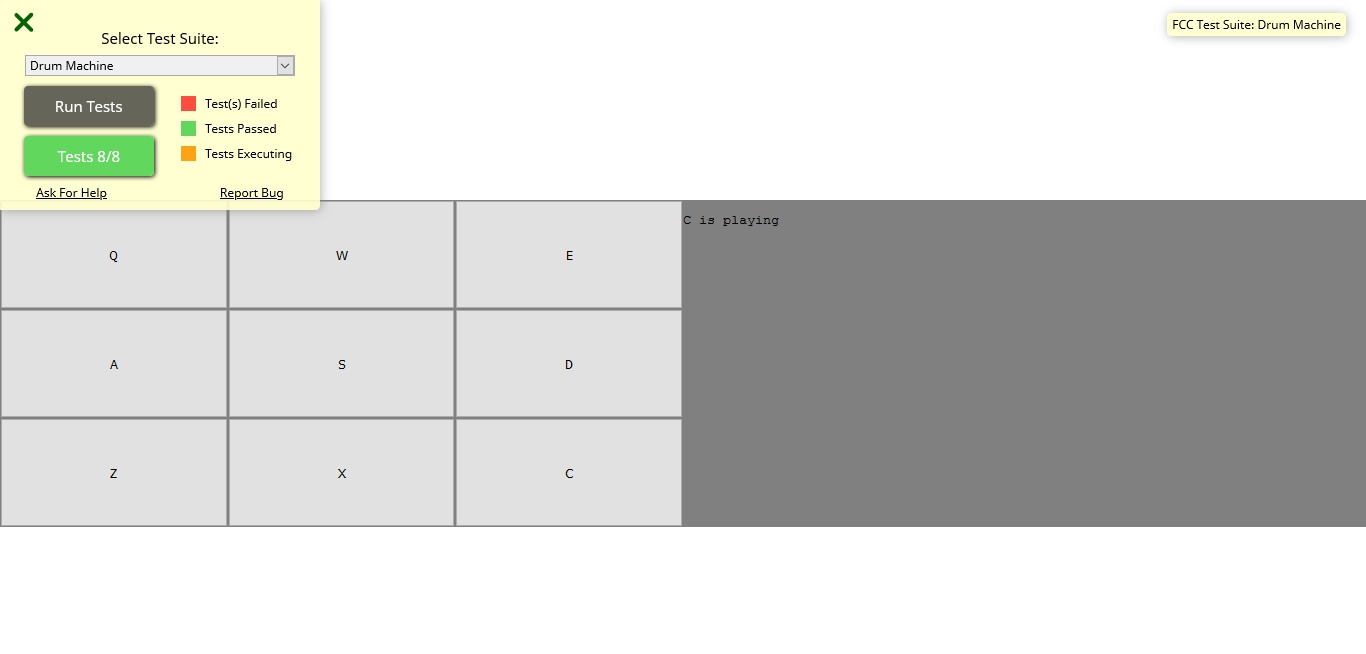 Select Test Suite:
FCC Test Suite: Drum Machine
Drum Machine
Run Tests
Test(s) Failed
Tests Passed
Tests 8/8
Tests Executing
Ask For Help
Report Bug
C is playing
Q W E
A S D
Z X C